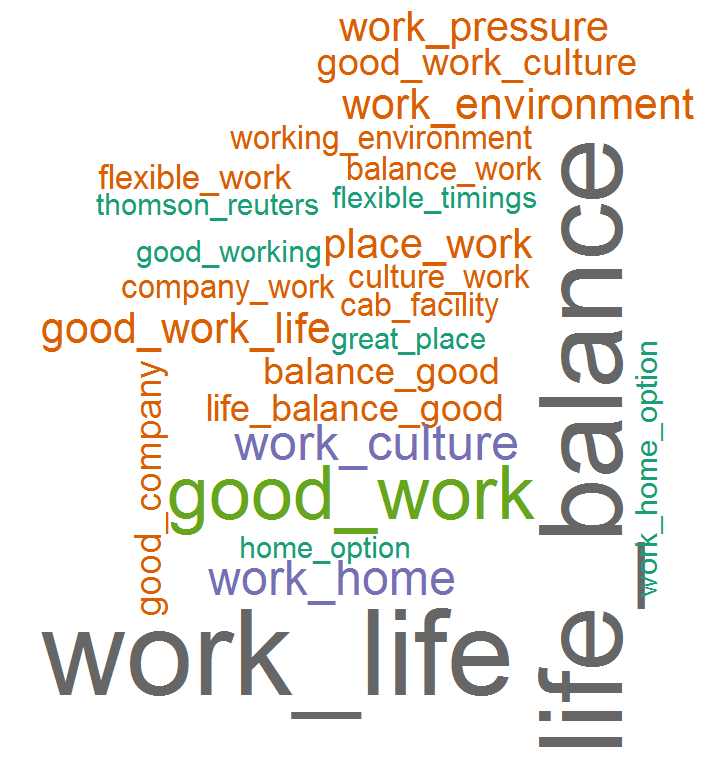 work_pressure
good_work_culture
work_environment
working_environment
flexible_work
balance_work
thomson_reuters
flexible_timings
good_working
place_work
company_work
culture_work
cab_facility
good_work_life
great_place
balance_good
life_balance_good
work_culture
good_company
good_work
home_option
work_home
work_life
life_balance
work_home_option